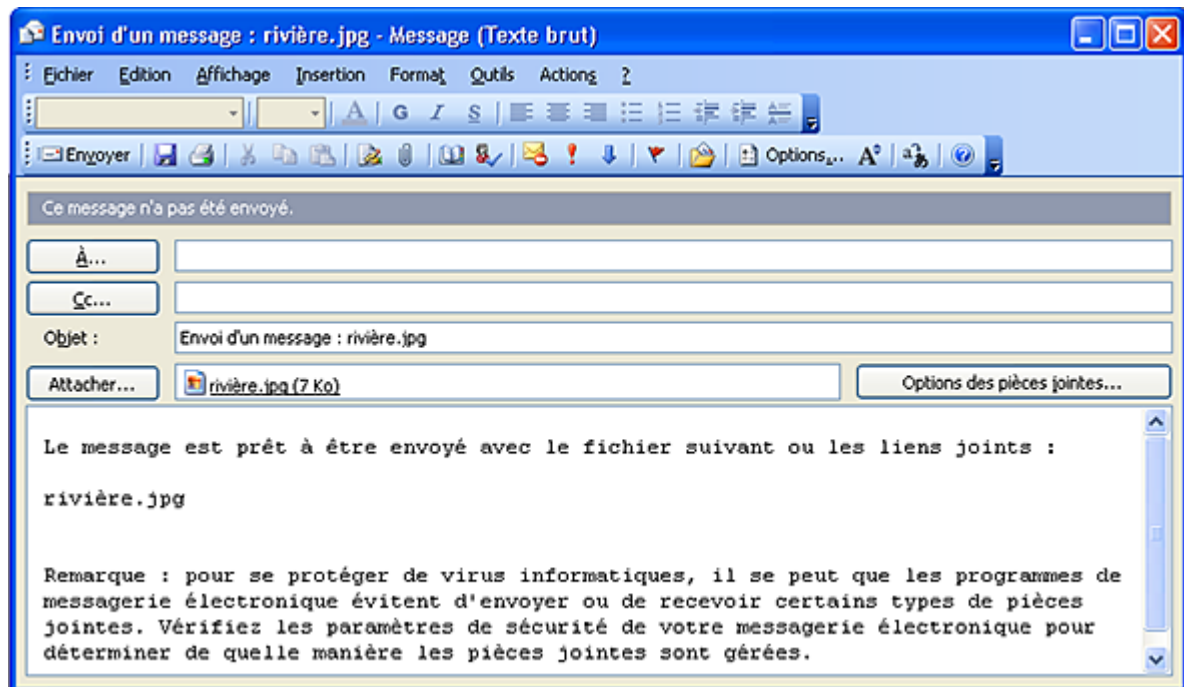 Envoi d'un message : rivière.jpg - Message (Texte brut)
Fichier Edition Affichage Insertion Format Outils Actions ?
A G I S
Envoyer Options... A
Ce message n'a pas été envoyé.
À...
Cc...
Objet : Envoi d'un message : rivière.jpg
Attacher... rivière.jpg (7 Ko) Options des pièces jointes...
Le message est prêt à être envoyé avec le fichier suivant ou les liens joints :
rivière.jpg
Remarque : pour se protéger de virus informatiques, il se peut que les programmes de
messagerie électronique évitent d'envoyer ou de recevoir certains types de pièces
jointes. Vérifiez les paramètres de sécurité de votre messagerie électronique pour
déterminer de quelle manière les pièces jointes sont gérées.